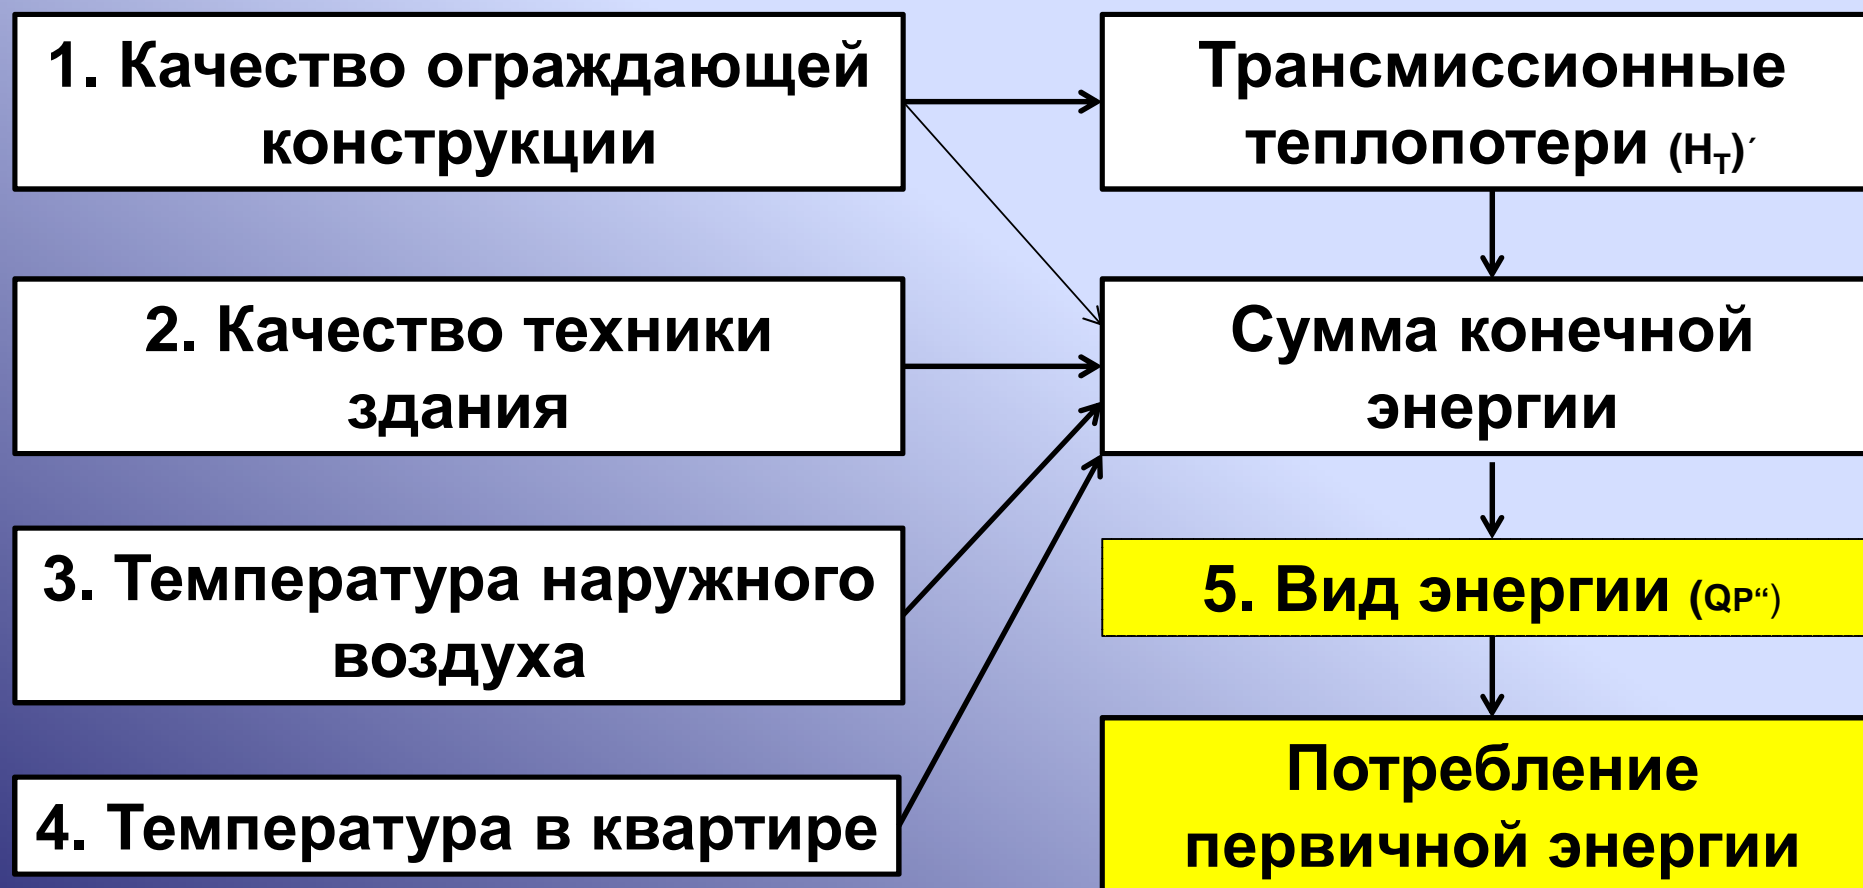 1. Качество ограждающей
конструкции
Трансмиссионные
теплопотери (HT)´
2. Качество техники
здания
Сумма конечной
энергии
3. Температура наружного
воздуха
5. Вид энергии (QP“)
4. Температура в квартире
Потребление
первичной энергии